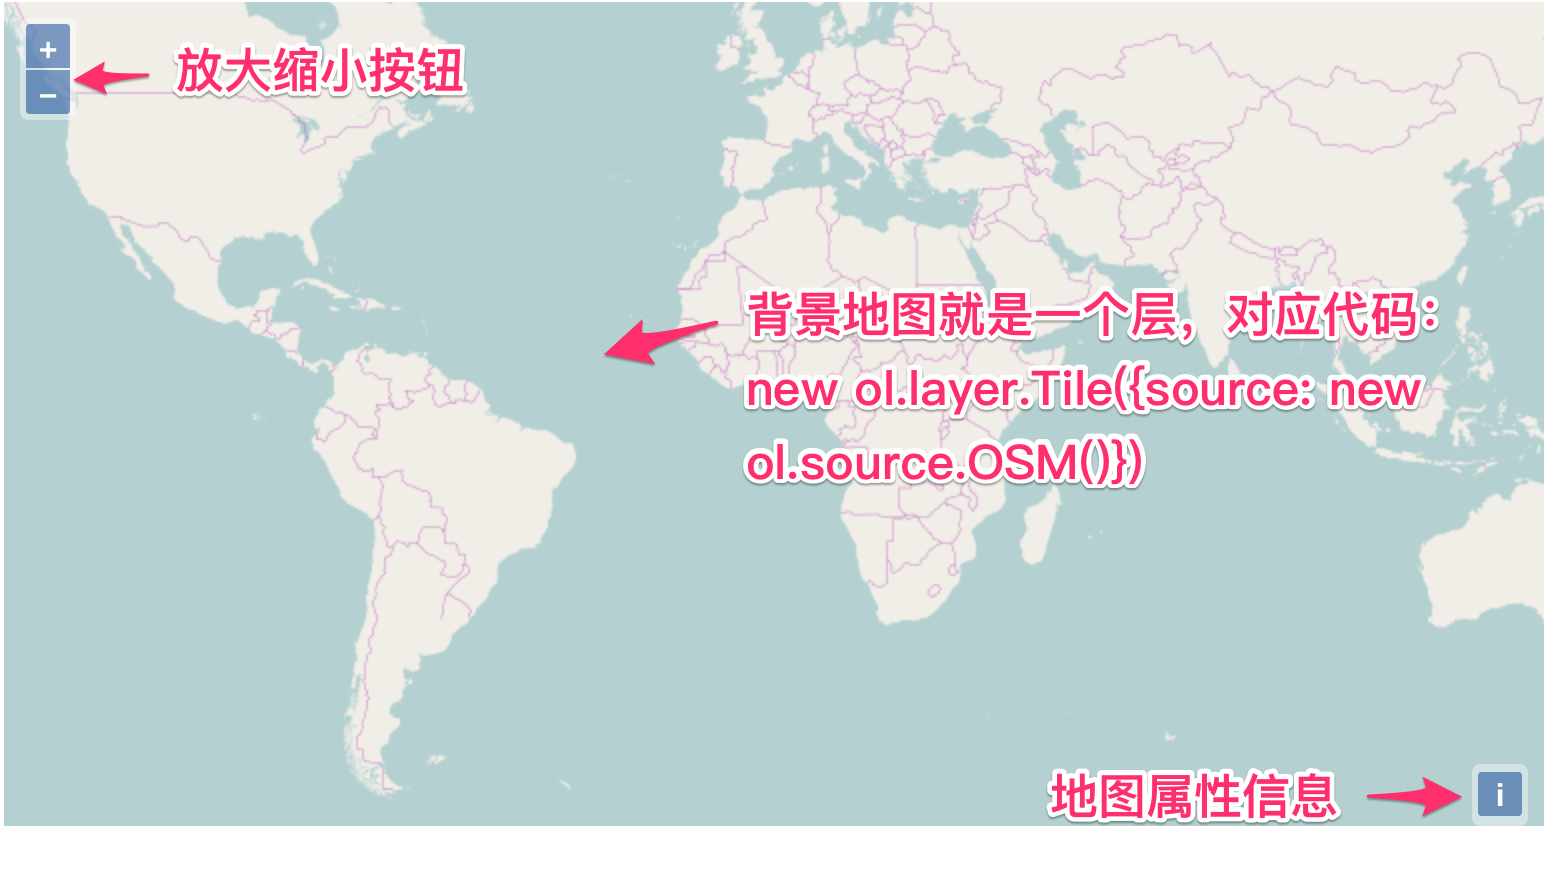 +
放大缩小按钮
−
背景地图就是一个层，对应代码：
new ol.layer.Tile({source: new
ol.source.OSM()})
地图属性信息
i